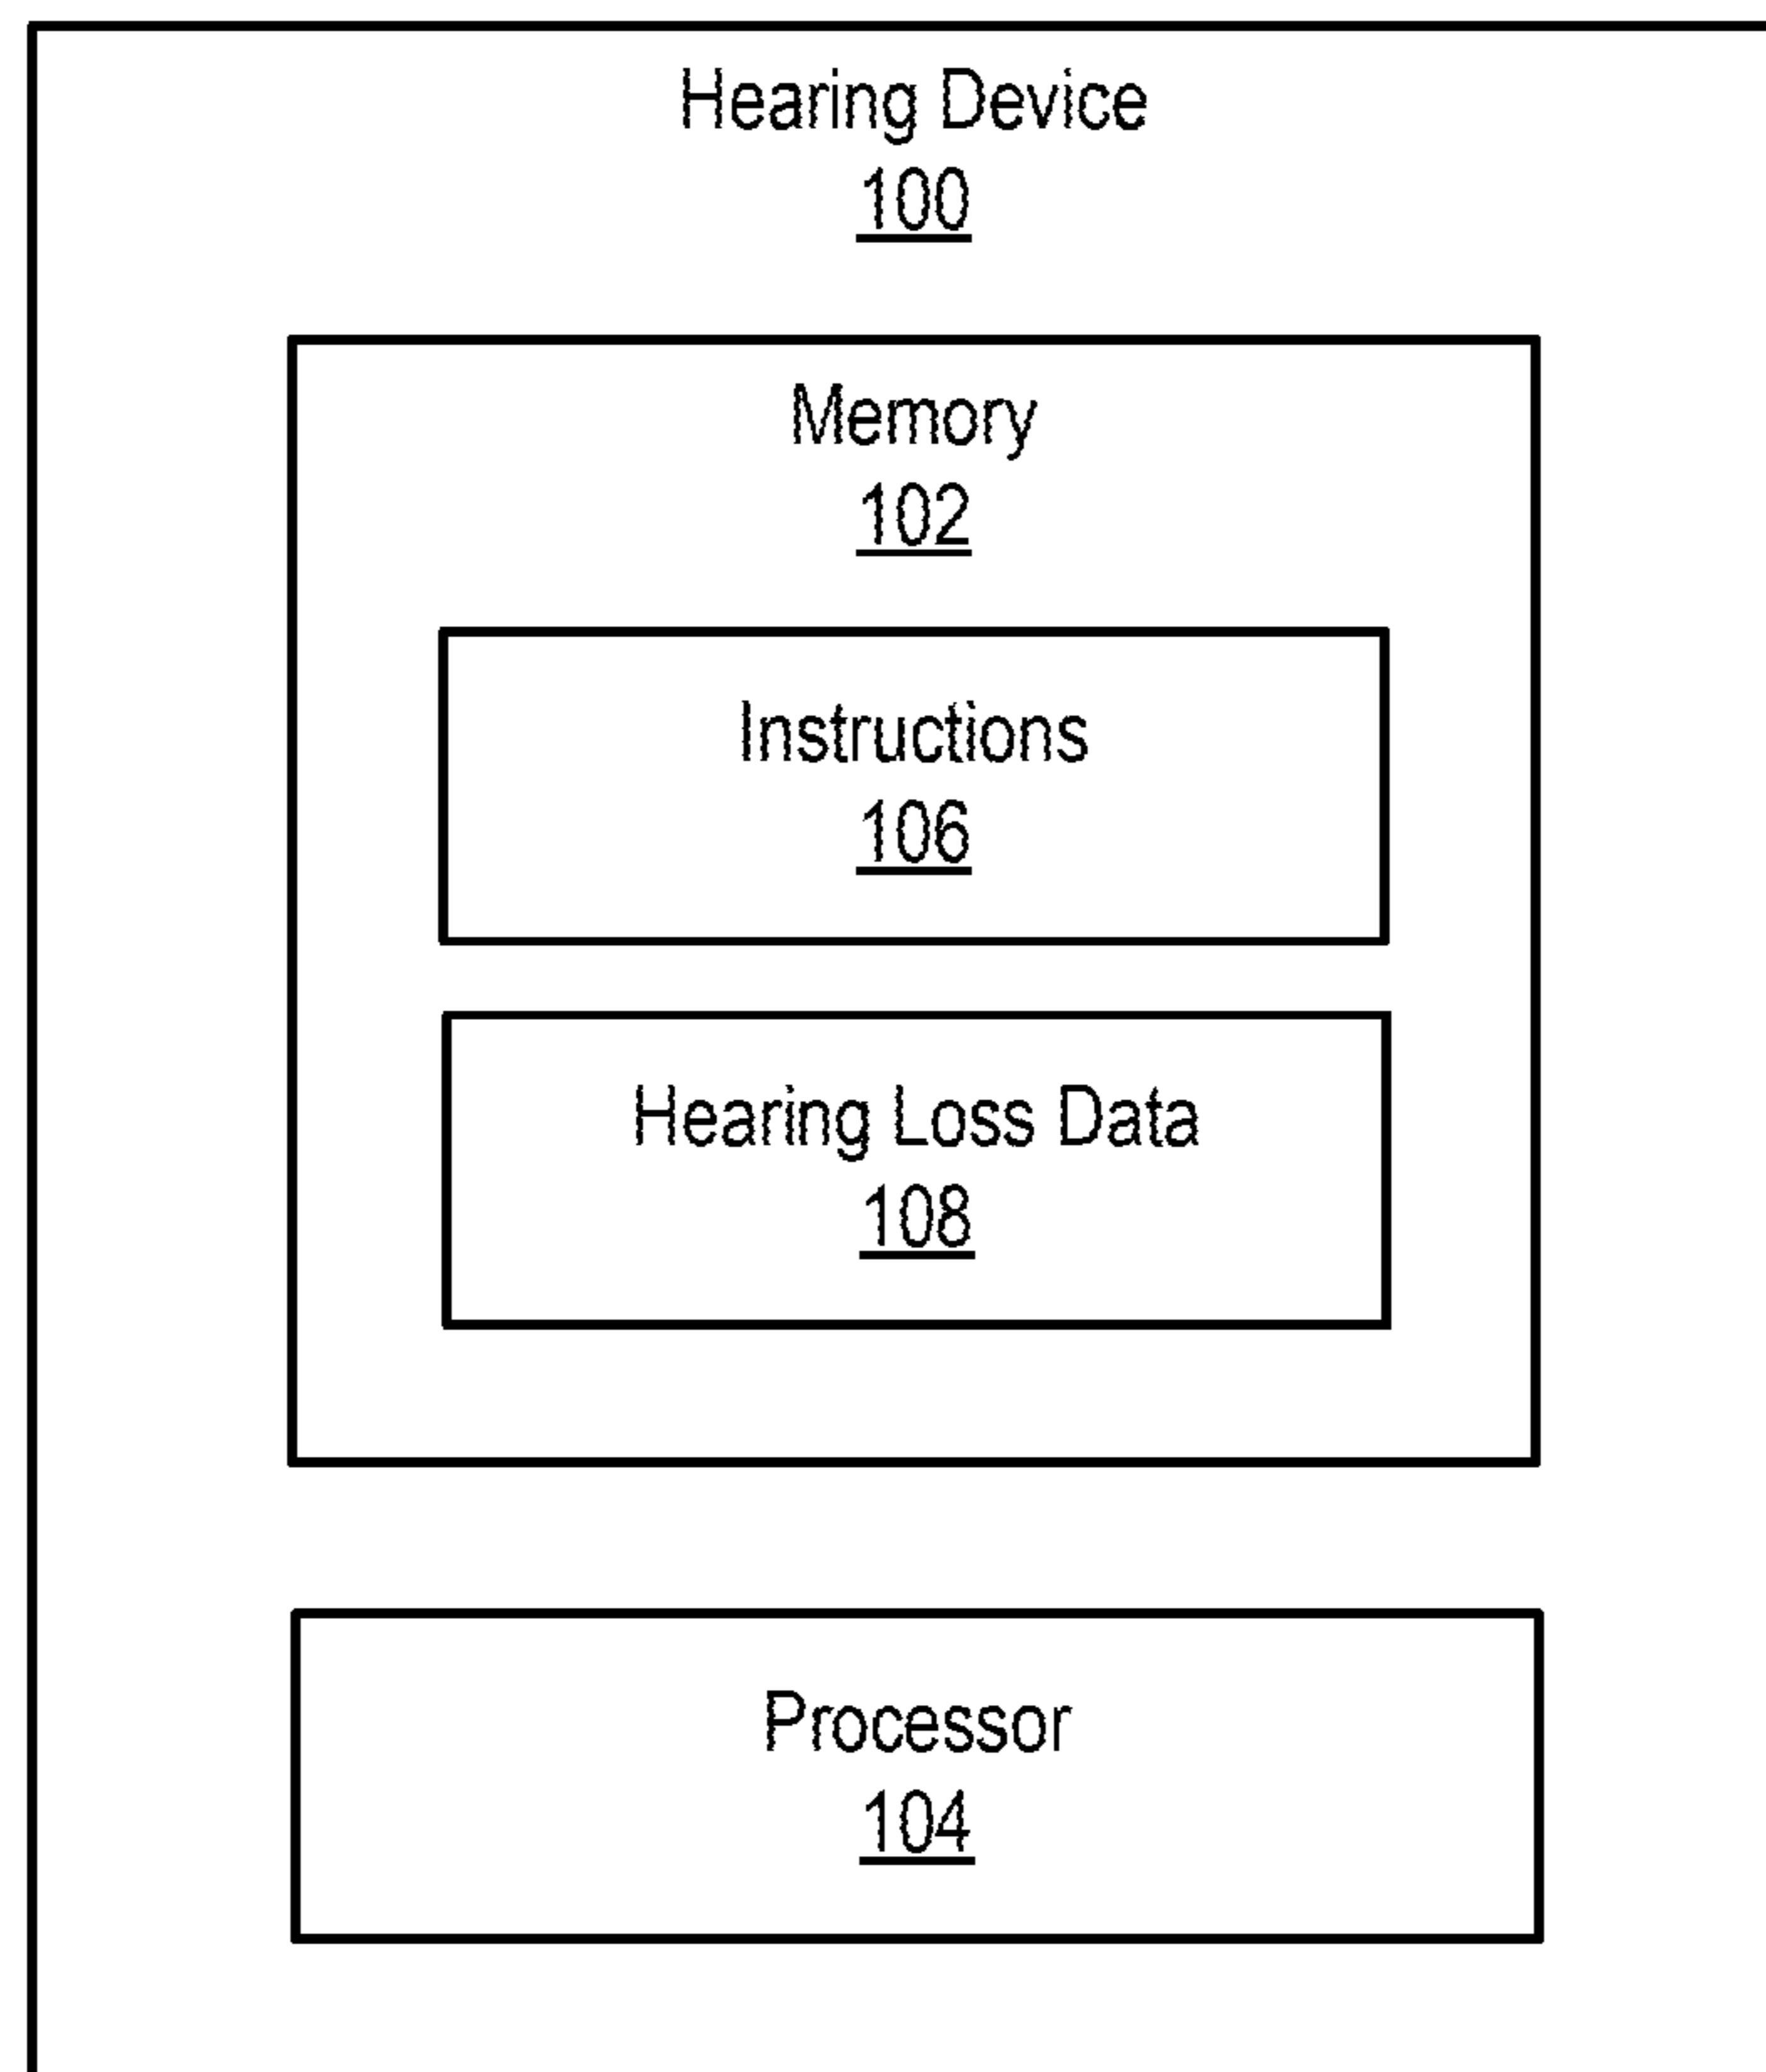 Hearing Device
100
Memory
102
Instructions
106
Hearing Loss Data
108
Processor
104